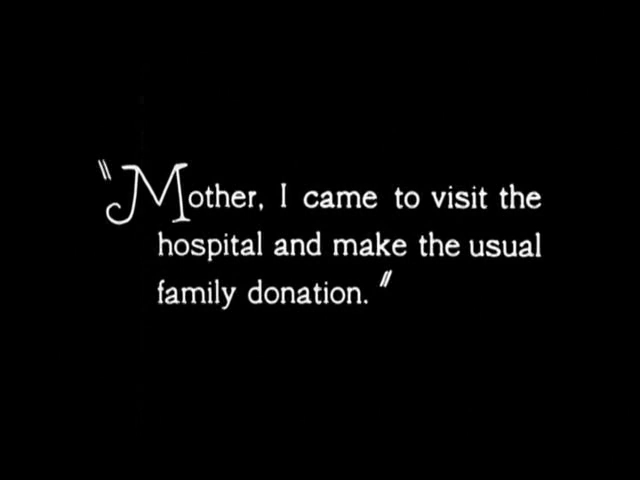 "Mother, I came to visit the
hospital and make the usual
family donation."